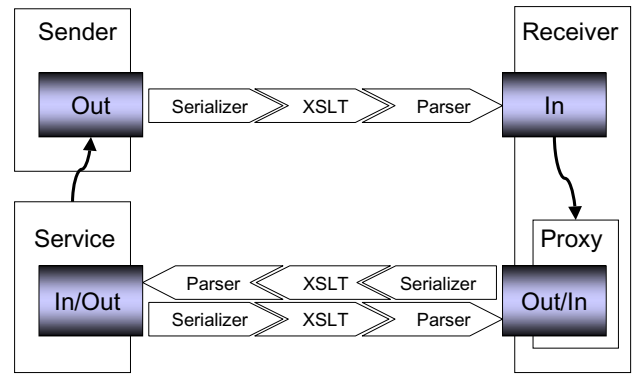 Sender
Receiver
Out
Serializer
XSLT
Parser
In
Service
Proxy
Parser
XSLT
Serializer
In/Out
Out/In
Serializer
XSLT
Parser